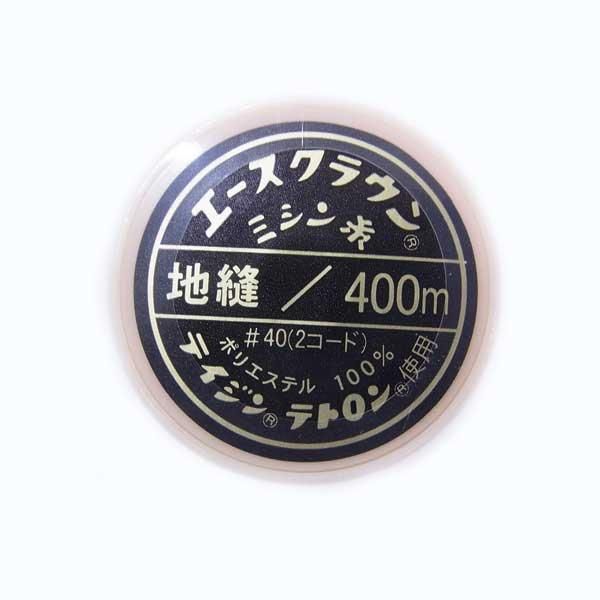 エースクラウン®
ミシン糸
地縫 / 400m
#40(2コード)
ポリエステル 100%
テイジン®テトロン®使用